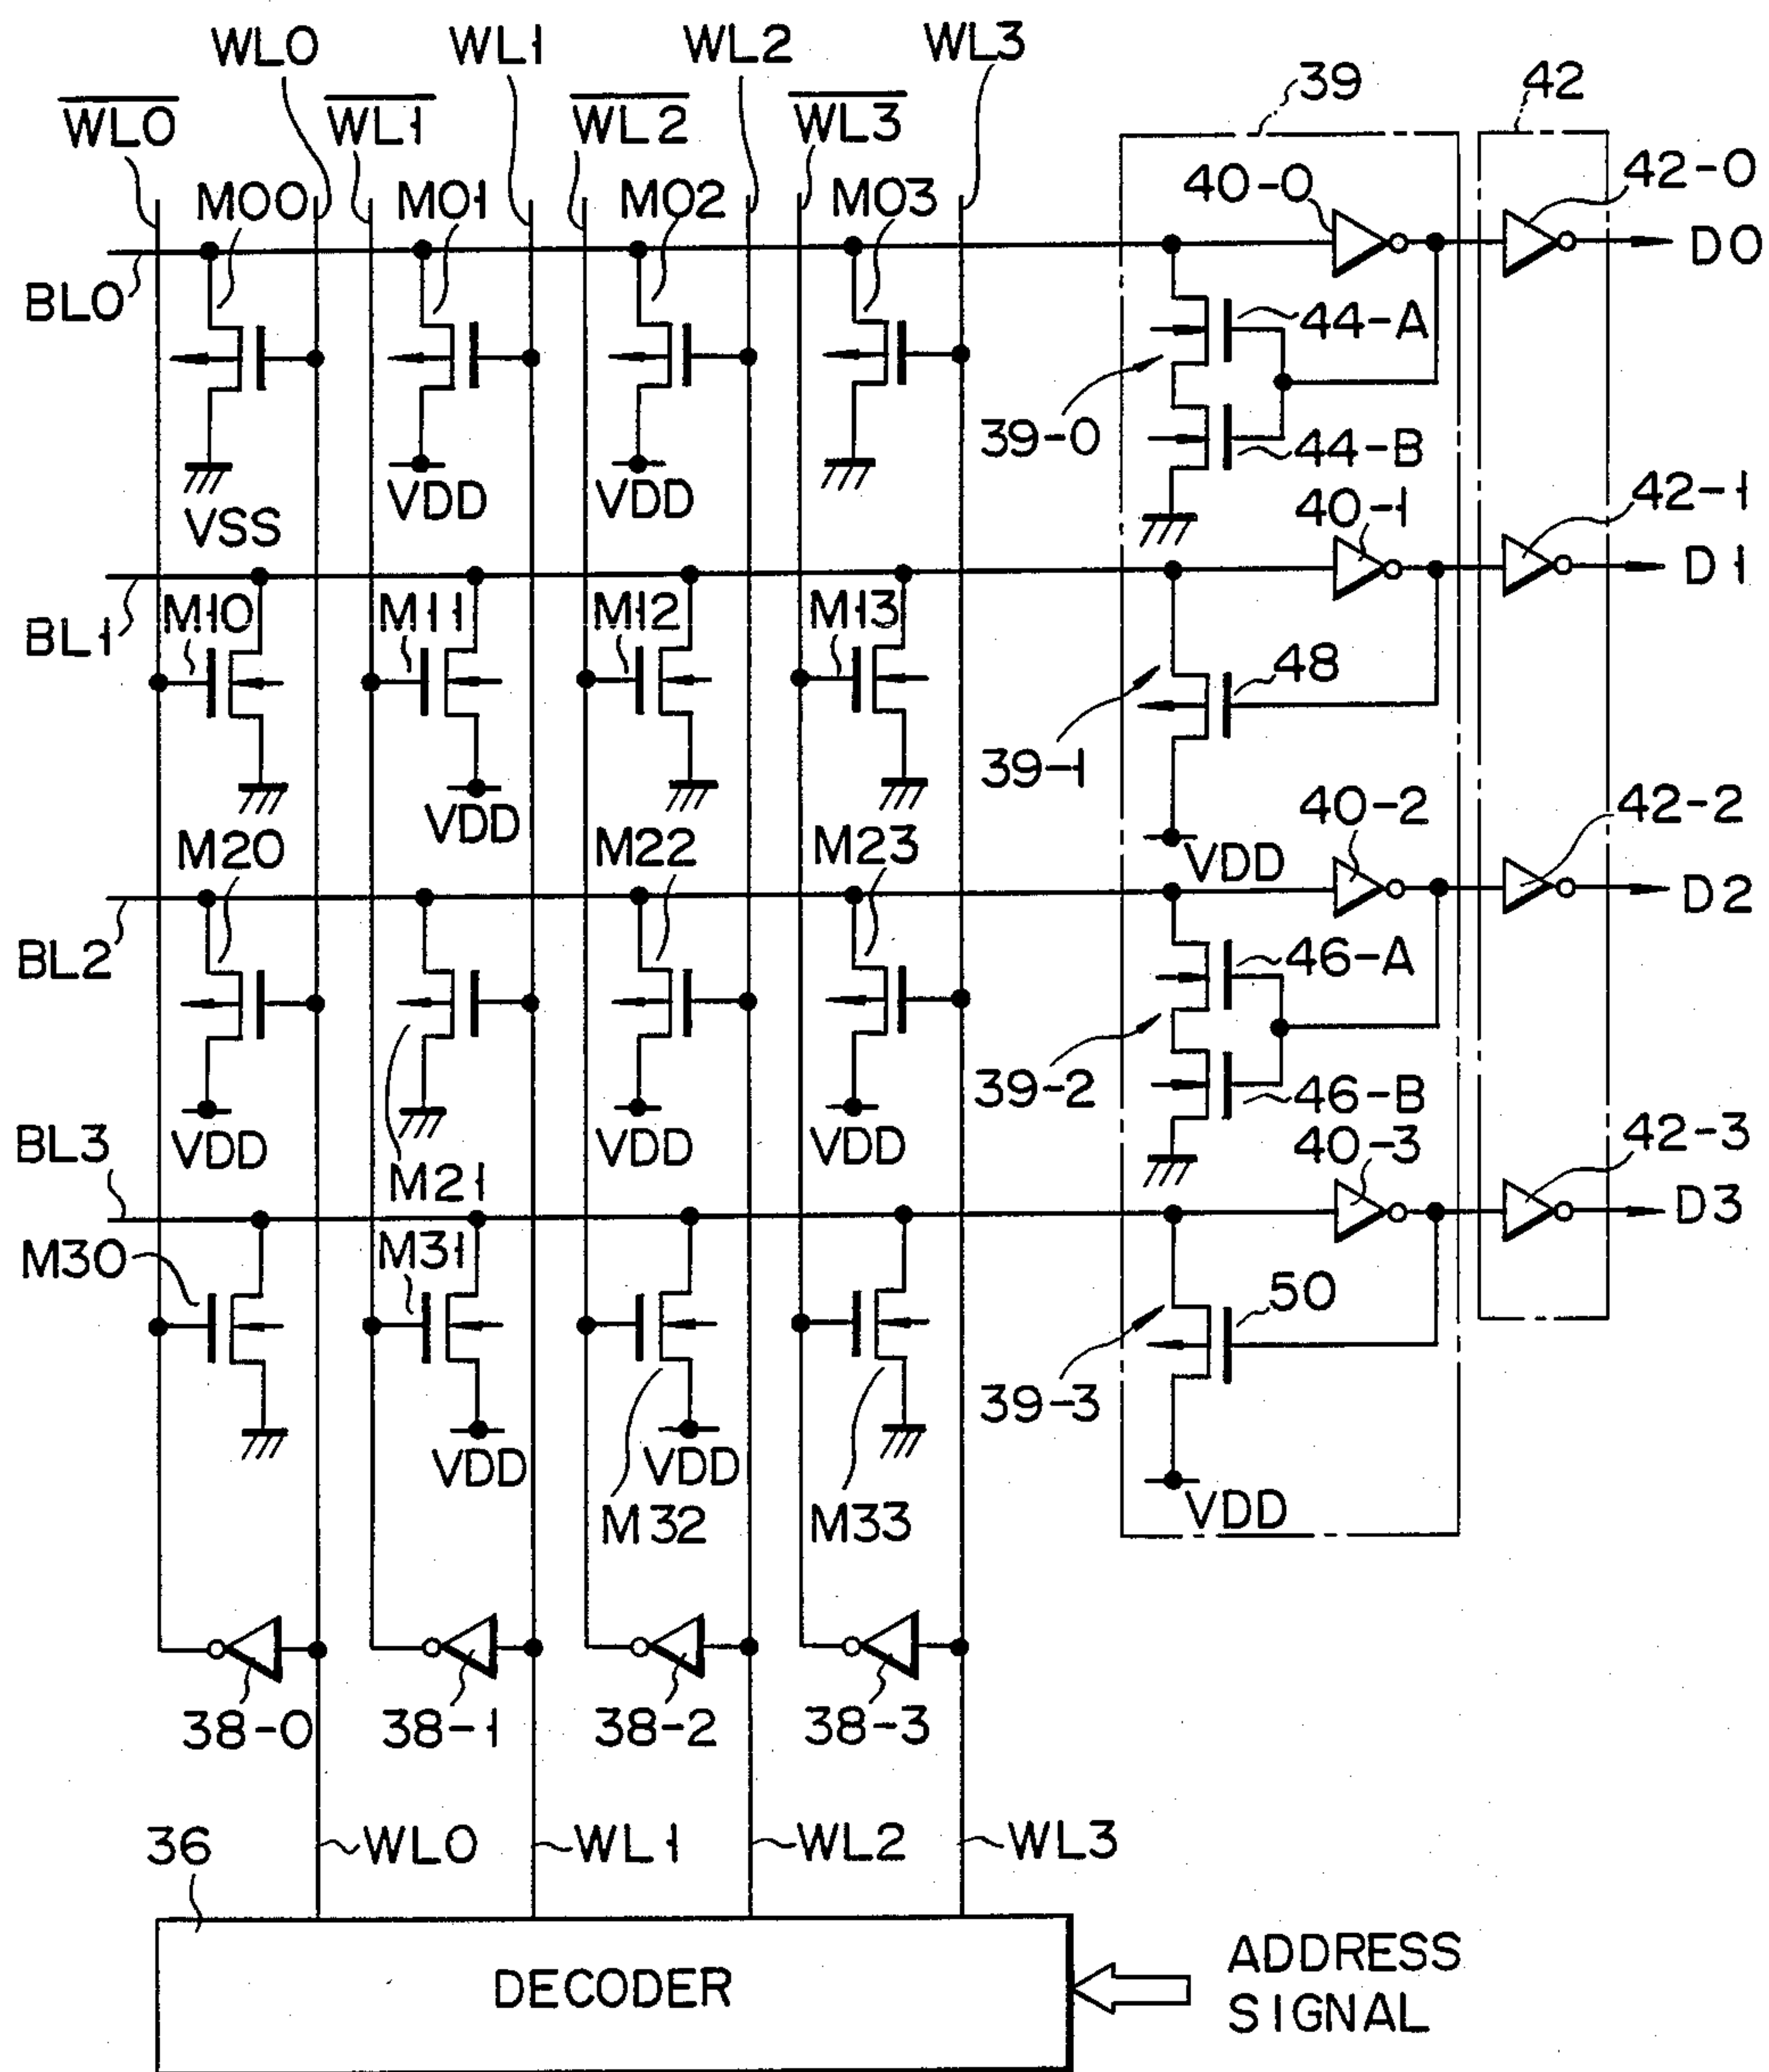 WL0 WL1 WL2 WL3
W̅L̅0̅ W̅L̅1̅ W̅L̅2̅ W̅L̅3̅
39 42
M00 M01 M02 M03 40-0 42-0
D0
BL0
44-A
39-0 44-B
VSS VDD VDD
40-1 42-1
D1
BL1 M10 M11 M12 M13
48
39-1
VDD
40-2 42-2
VDD
M20 M22 M23
D2
BL2
46-A
39-2
46-B
VDD VDD VDD
BL3
M21
40-3 42-3
D3
M30 M31
50
39-3
VDD VDD
VDD
M32 M33
38-0 38-1 38-2 38-3
36 WL0 WL1 WL2 WL3
DECODER
ADDRESS
SIGNAL